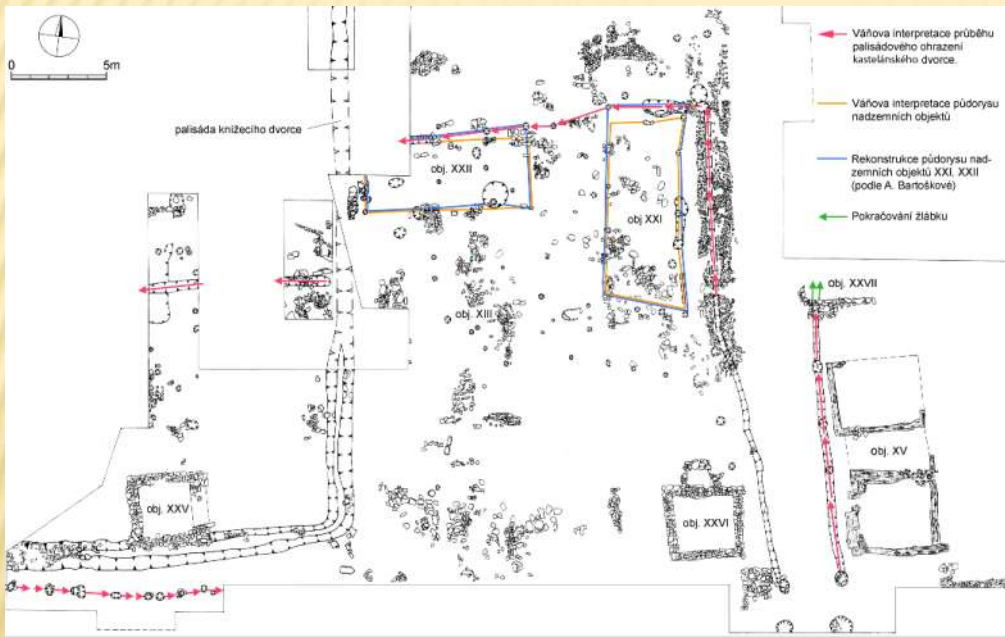 0
5m
palisáda knížecího dvorce
Váňova interpretace průběhu
palisádového ohrazení
kastelánského dvorce.
Váňova interpretace půdorysu
nadzemních objektů
Rekonstrukce půdorysu nad-
zemních objektů XXI, XXII
(podle A. Bartoškové)
Pokračování žlábku
obj. XXII
obj XXI
obj. XIII
obj. XXVII
obj. XV
obj. XXV
obj. XXVI